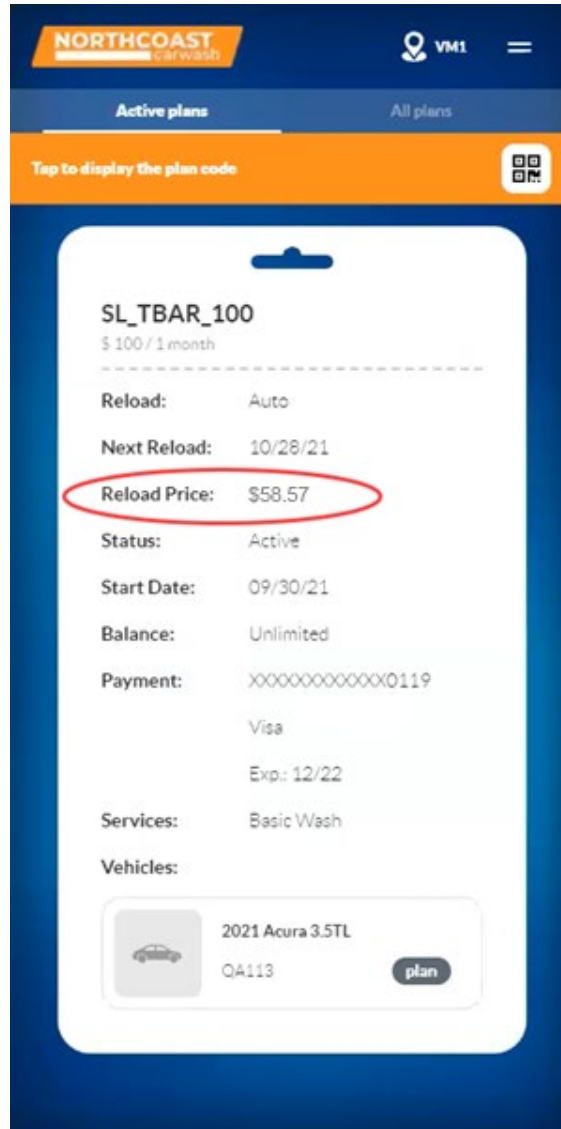 NORTHCOAST
carwash
VM1
Active plans All plans
Tap to display the plan code
SL_TBAR_100
$ 100 / 1 month
Reload: Auto
Next Reload: 10/28/21
Reload Price: $58.57
Status: Active
Start Date: 09/30/21
Balance: Unlimited
Payment: XXXXXXXXXXXX0119
Visa
Exp.: 12/22
Services: Basic Wash
Vehicles:
2021 Acura 3.5TL
QA113 plan